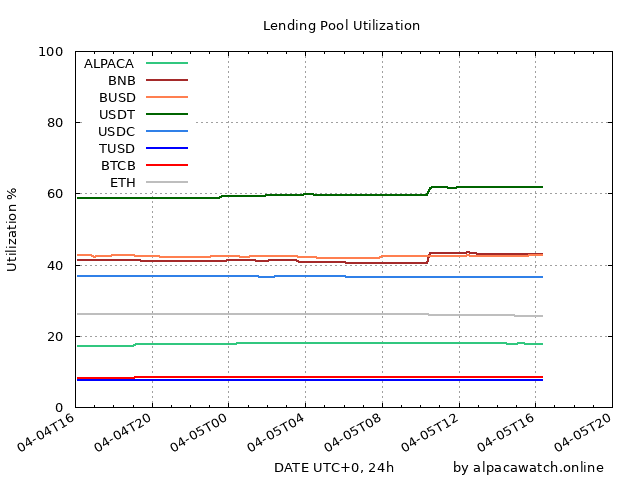 Lending Pool Utilization
100
80
60
40
20
0
Utilization %
ALPACA
BNB
BUSD
USDT
USDC
TUSD
BTCB
ETH
04-04T16
04-04T20
04-05T00
04-05T04
04-05T08
04-05T12
04-05T16
04-05T20
DATE UTC+0, 24h
by alpacawatch.online